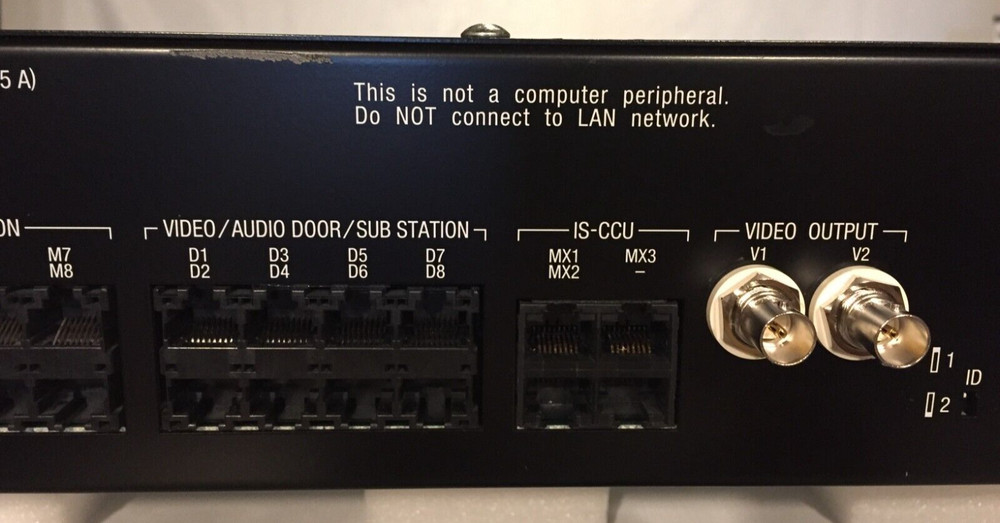 5 A)
This is not a computer peripheral.
Do NOT connect to LAN network.
ON
M7
M8
VIDEO/AUDIO DOOR/SUB STATION
D1 D3 D5 D7
D2 D4 D6 D8
IS-CCU
MX1 MX3
MX2 –
VIDEO OUTPUT
V1 V2
1
ID
2